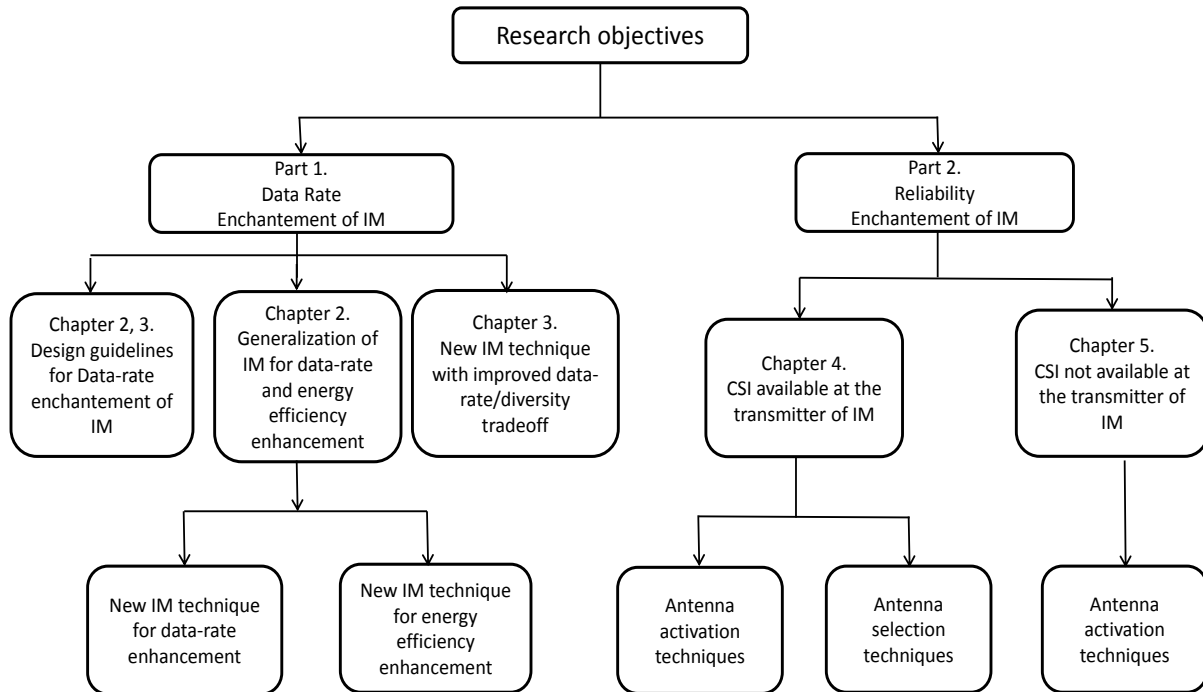 Research objectives
Part 1.
Data Rate
Enchantement of IM
Part 2.
Reliability
Enchantement of IM
Chapter 2, 3.
Design guidelines
for Data-rate
enchantement of
IM
Chapter 2.
Generalization of
IM for data-rate
and energy
efficiency
enhancement
Chapter 3.
New IM technique
with improved data-
rate/diversity
tradeoff
Chapter 4.
CSI available at the
transmitter of IM
Chapter 5.
CSI not available at
the transmitter of
IM
New IM technique
for data-rate
enhancement
New IM technique
for energy
efficiency
enhancement
Antenna
activation
techniques
Antenna
selection
techniques
Antenna
activation
techniques